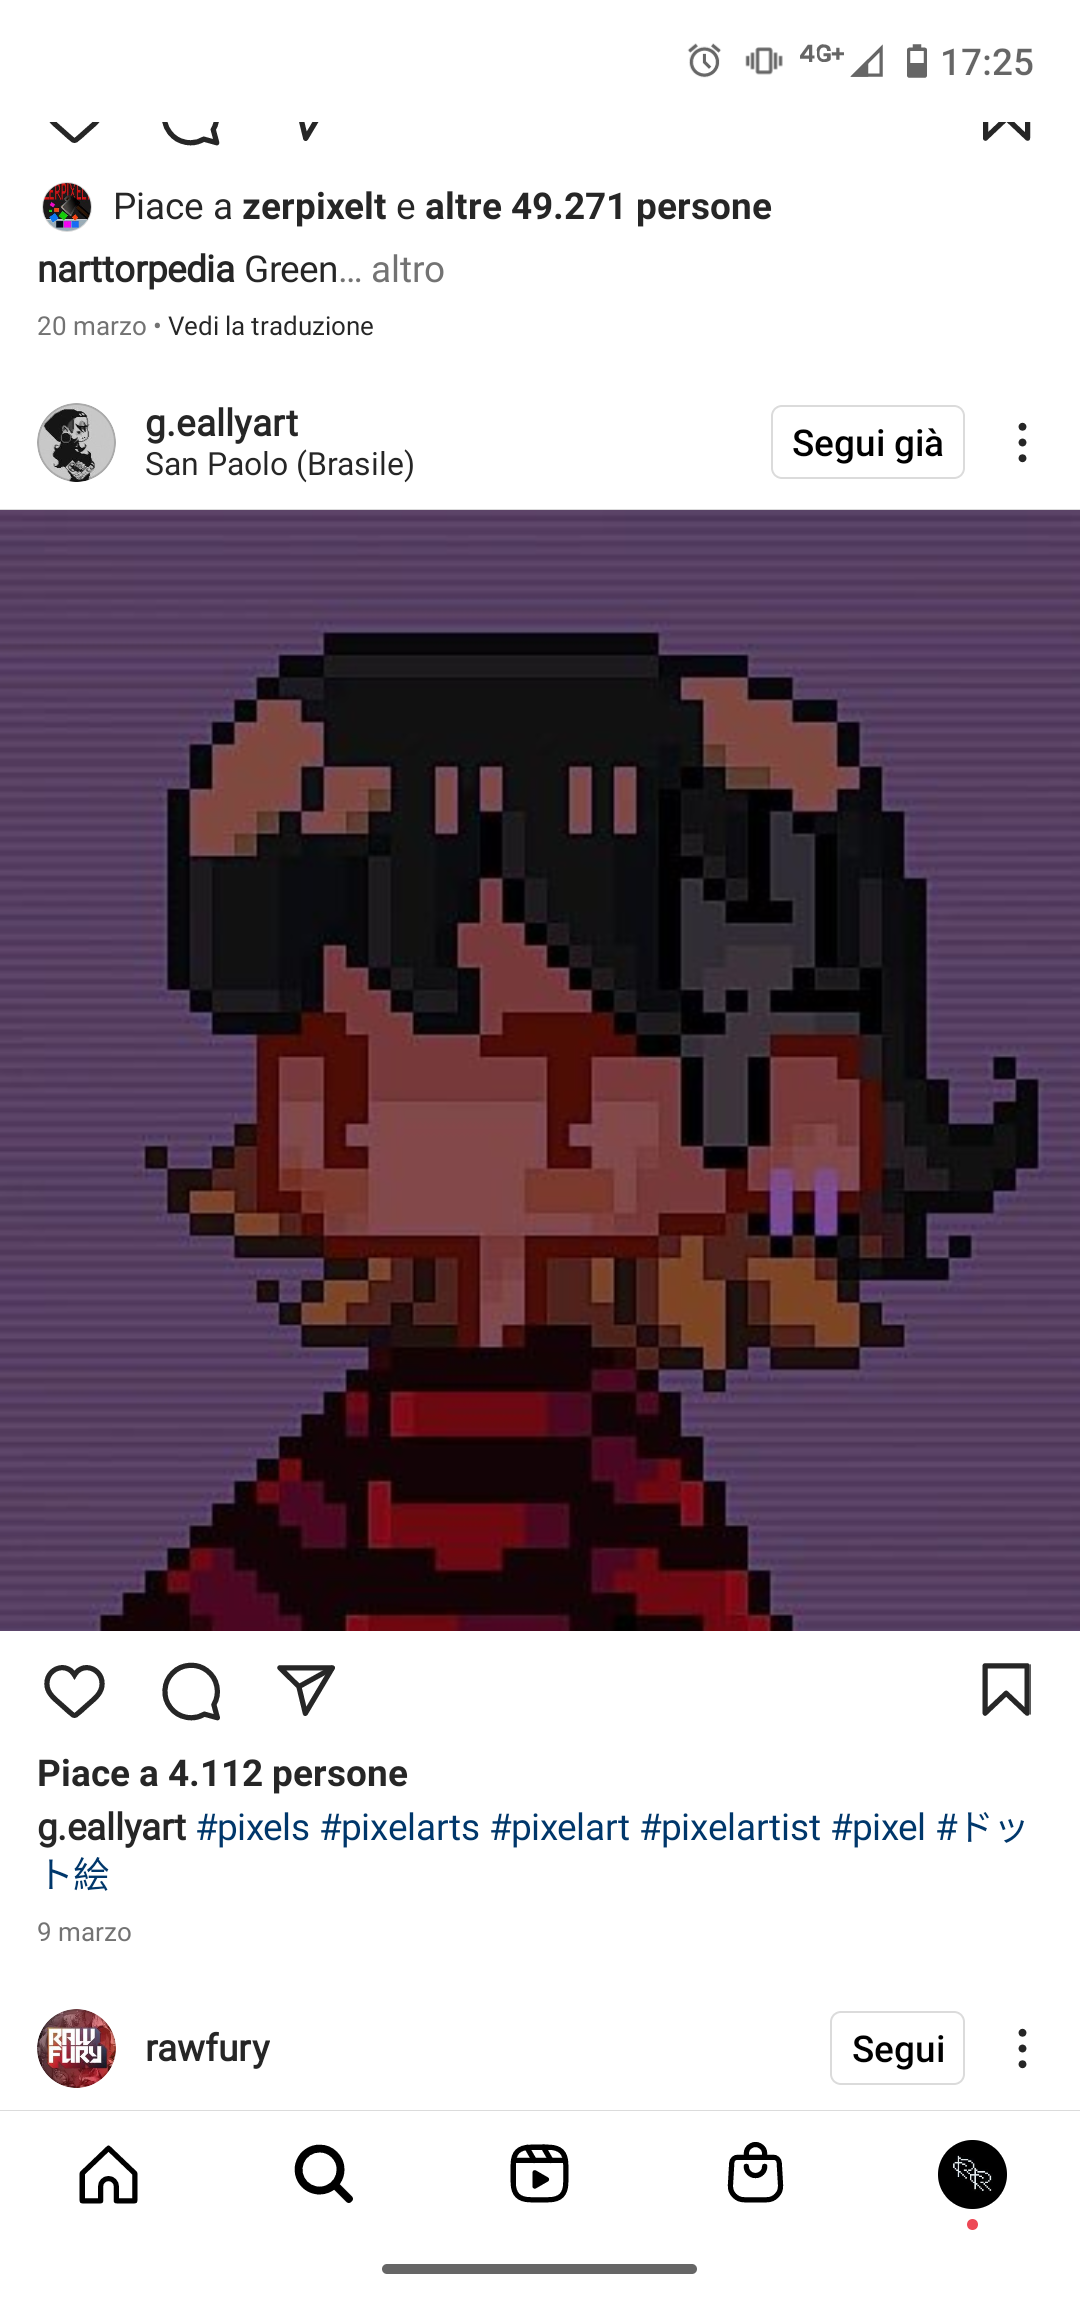 4G+ 17:25
Piace a zerpixelt e altre 49.271 persone
narttorpedia Green... altro
20 marzo • Vedi la traduzione
g.eallyart
San Paolo (Brasile)
Segui già
Piace a 4.112 persone
g.eallyart #pixels #pixelarts #pixelart #pixelartist #pixel #ドッ
ト絵
9 marzo
RAW
FURY
rawfury
Segui